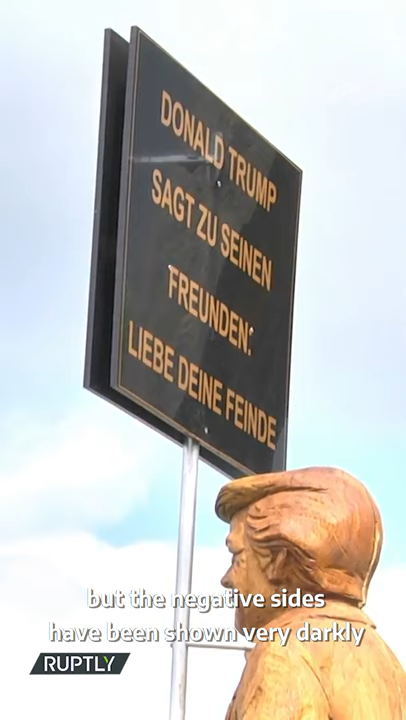 DONALD TRUMP
SAGT ZU SEINEN
FREUNDEN:
LIEBE DEINE FEINDE
but the negative sides
have been shown very darkly
RUPTLY